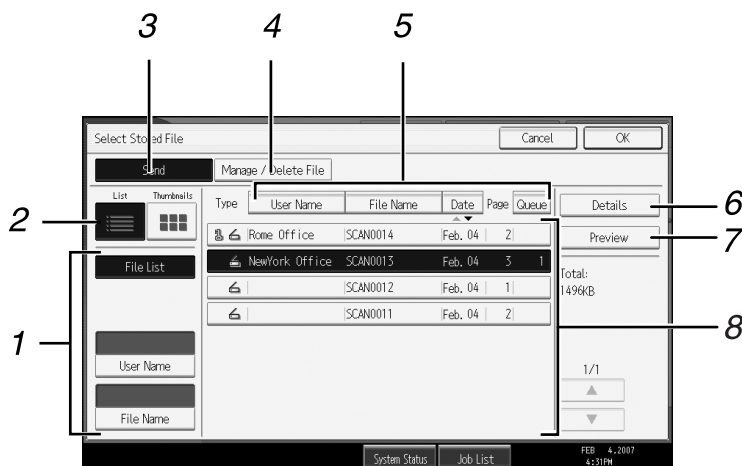 3 4 5
Select Stored File Cancel OK
Send Manage / Delete File
List Thumbnails Type User Name File Name Date Page Queue Details 6
2 Rome Office SCAN0014 Feb. 04 2 Preview 7
File List NewYork Office SCAN0013 Feb. 04 3 1 Total:
SCAN0012 Feb. 04 1 1496KB
SCAN0011 Feb. 04 2
1 8
User Name 1/1
File Name
System Status Job List FEB 4.2007
4:31PM